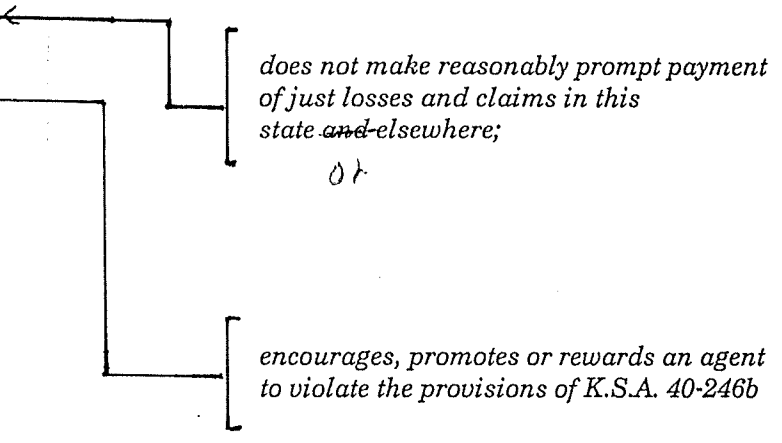 does not make reasonably prompt payment
of just losses and claims in this
state and elsewhere;
or
encourages, promotes or rewards an agent
to violate the provisions of K.S.A. 40-246b